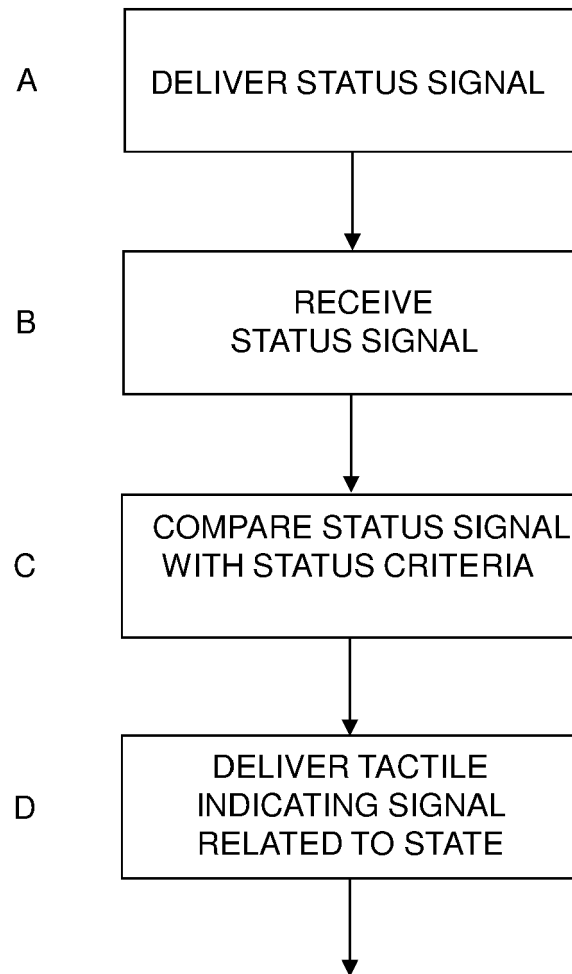 A
DELIVER STATUS SIGNAL
B
RECEIVE
STATUS SIGNAL
C
COMPARE STATUS SIGNAL
WITH STATUS CRITERIA
D
DELIVER TACTILE
INDICATING SIGNAL
RELATED TO STATE